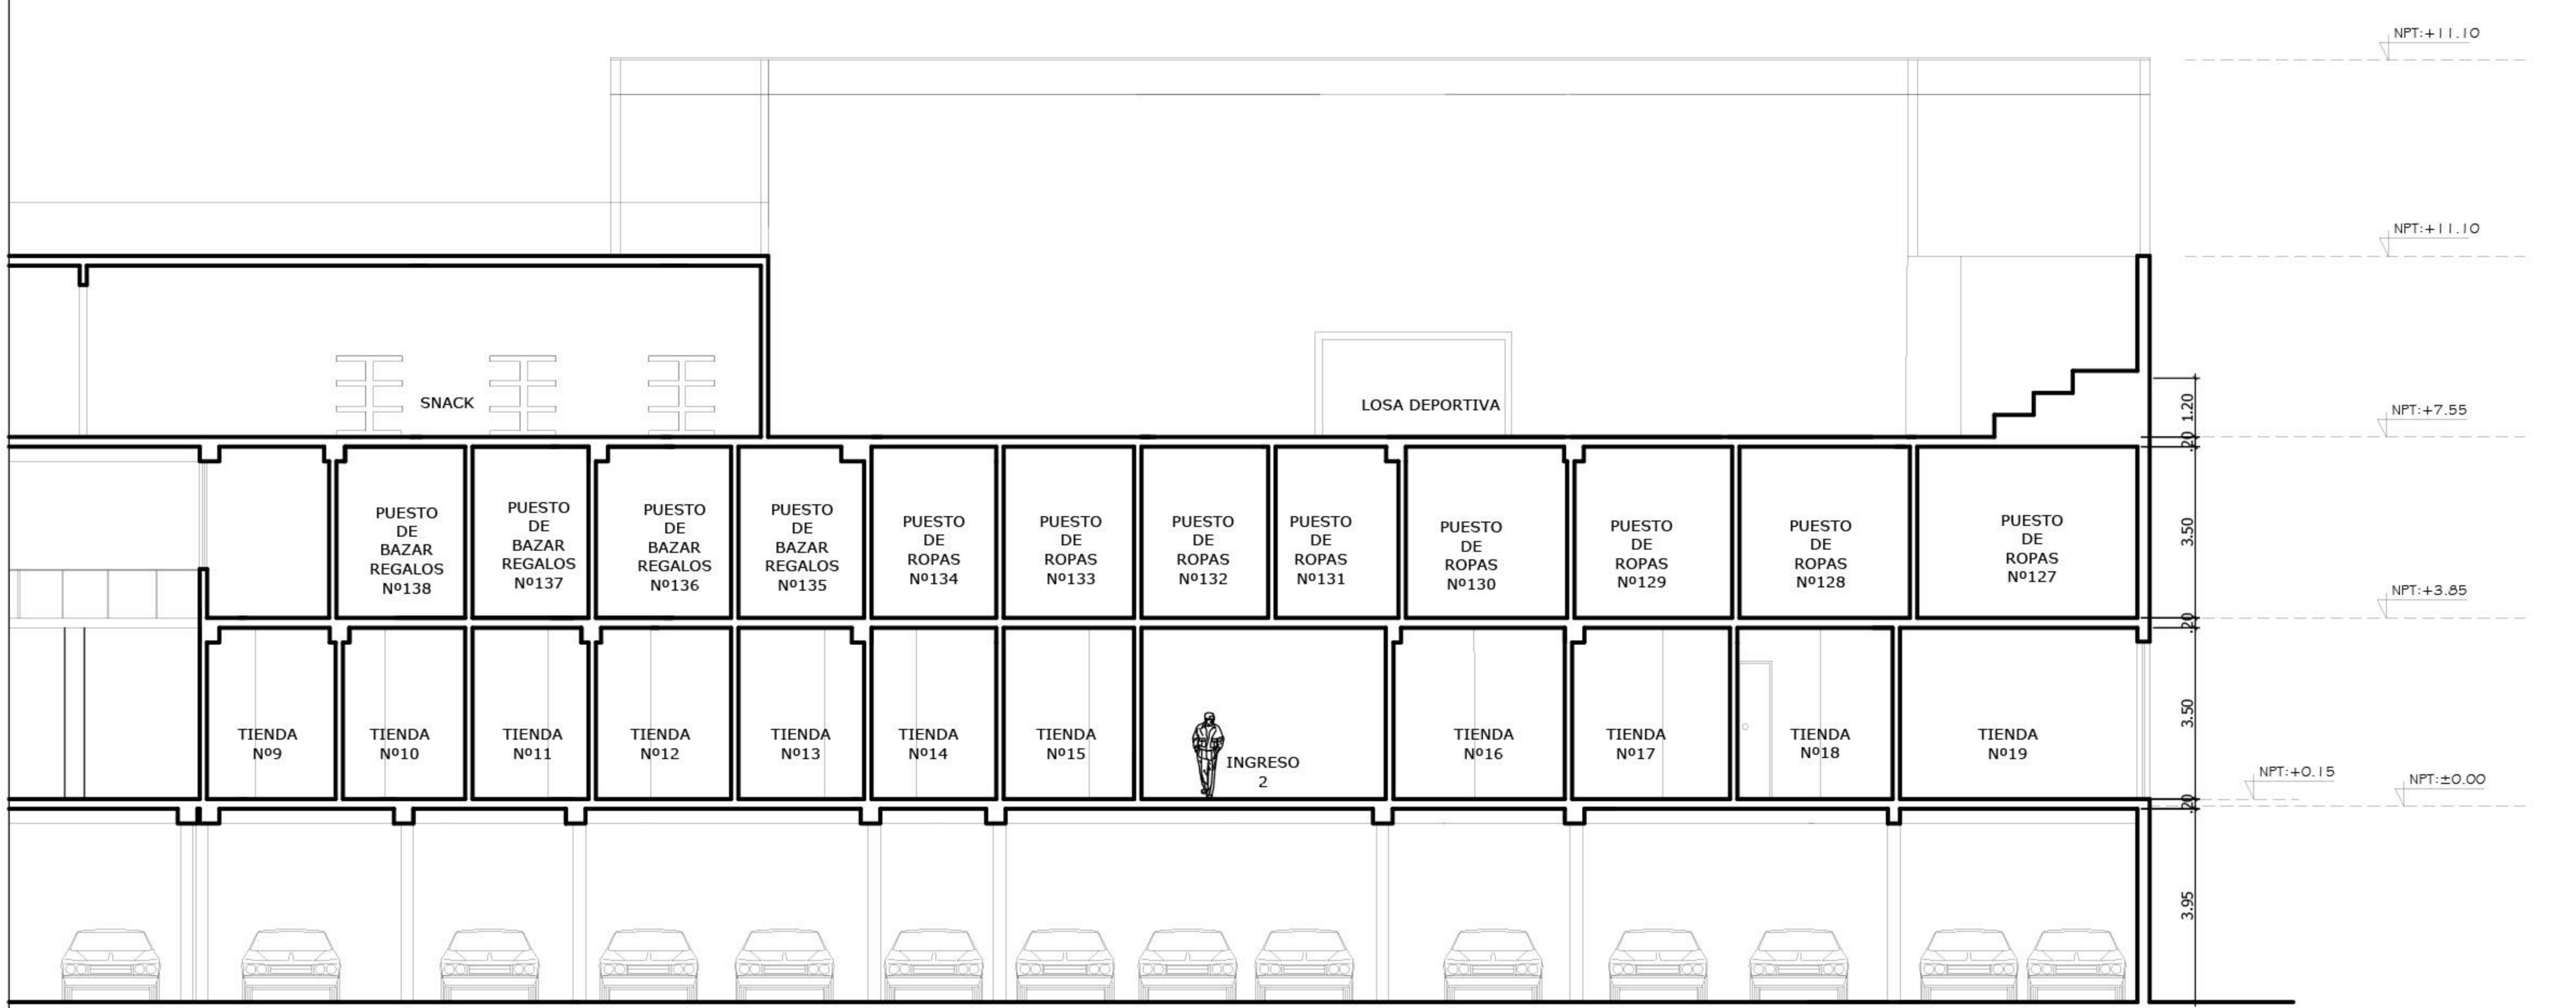 NPT:+11.10
NPT:+11.10
SNACK
LOSA DEPORTIVA
1.20
NPT:+7.55
.20
PUESTO
DE
BAZAR
REGALOS
Nº138
PUESTO
DE
BAZAR
REGALOS
Nº137
PUESTO
DE
BAZAR
REGALOS
Nº136
PUESTO
DE
BAZAR
REGALOS
Nº135
PUESTO
DE
ROPAS
Nº134
PUESTO
DE
ROPAS
Nº133
PUESTO
DE
ROPAS
Nº132
PUESTO
DE
ROPAS
Nº131
PUESTO
DE
ROPAS
Nº130
PUESTO
DE
ROPAS
Nº129
PUESTO
DE
ROPAS
Nº128
PUESTO
DE
ROPAS
Nº127
3.50
NPT:+3.85
.20
TIENDA
Nº9
TIENDA
Nº10
TIENDA
Nº11
TIENDA
Nº12
TIENDA
Nº13
TIENDA
Nº14
TIENDA
Nº15
INGRESO
2
TIENDA
Nº16
TIENDA
Nº17
TIENDA
Nº18
TIENDA
Nº19
3.50
NPT:+0.15
NPT:±0.00
.20
3.95